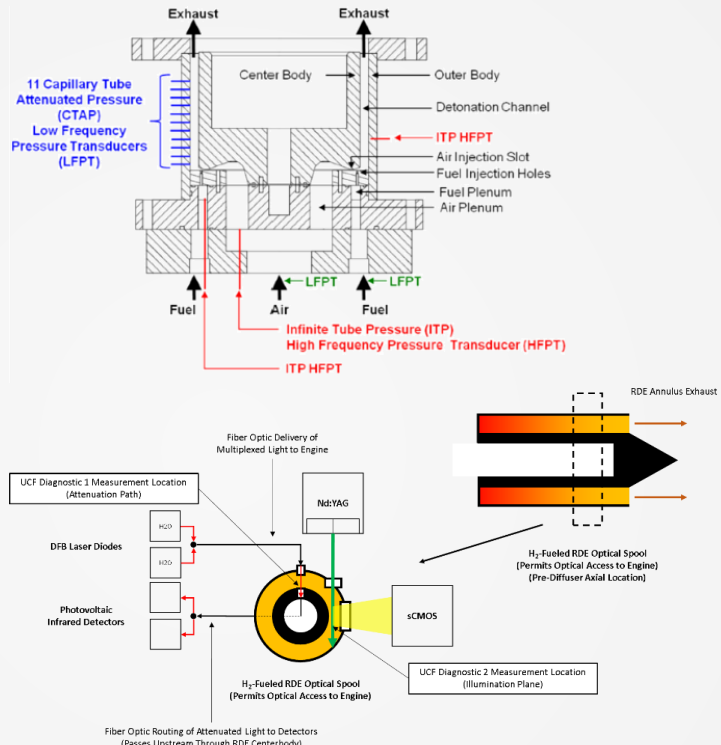 Exhaust
Exhaust
11 Capillary Tube
Attenuated Pressure
(CTAP)
Low Frequency
Pressure Transducers
(LFPT)
Center Body
Outer Body
Detonation Channel
ITP HFPT
Air Injection Slot
Fuel Injection Holes
Fuel Plenum
Air Plenum
LFPT
LFPT
Fuel
Air
Fuel
Infinite Tube Pressure (ITP)
High Frequency Pressure Transducer (HFPT)
ITP HFPT
RDE Annulus Exhaust
H2-Fueled RDE Optical Spool
(Permits Optical Access to Engine)
(Pre-Diffuser Axial Location)
Fiber Optic Delivery of
Multiplexed Light to Engine
UCF Diagnostic 1 Measurement Location
(Attenuation Path)
Nd:YAG
DFB Laser Diodes
H2O
H2O
Photovoltaic
Infrared Detectors
sCMOS
H2-Fueled RDE Optical Spool
(Permits Optical Access to Engine)
UCF Diagnostic 2 Measurement Location
(Illumination Plane)
Fiber Optic Routing of Attenuated Light to Detectors
(Passes Upstream Through RDE Centerbody)